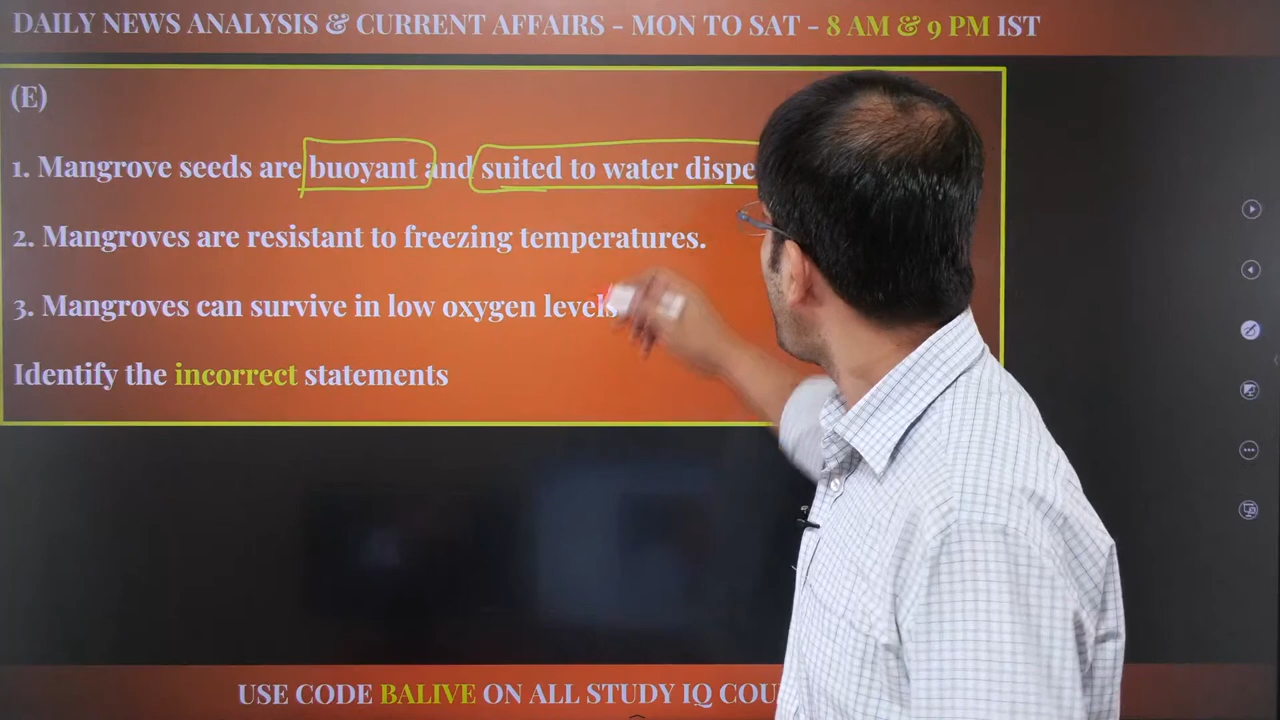 DAILY NEWS ANALYSIS & CURRENT AFFAIRS - MON TO SAT - 8 AM & 9 PM IST
(E)
1. Mangrove seeds are buoyant and suited to water
2. Mangroves are resistant to freezing temperatures.
3. Mangroves can survive in low oxygen levels
Identify the incorrect statements
USE CODE BALIVE ON ALL STUDY IQ